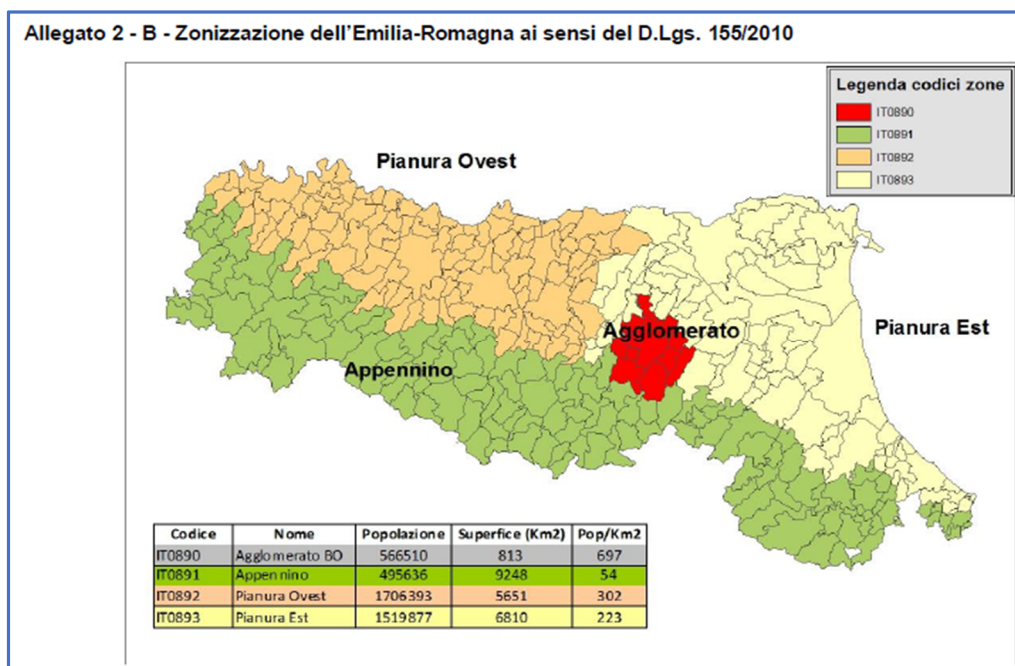 Allegato 2 - B - Zonizzazione dell'Emilia-Romagna ai sensi del D.Lgs. 155/2010
Legenda codici zone
IT0890
IT0891
IT0892
IT0893
Pianura Ovest
Agglomerato
Pianura Est
Appennino
Codice Nome Popolazione Superfice (Km2) Pop/Km2
IT0890 Agglomerato BO 566510 813 697
IT0891 Appennino 495636 9248 54
IT0892 Pianura Ovest 1706393 5651 302
IT0893 Pianura Est 1519877 6810 223